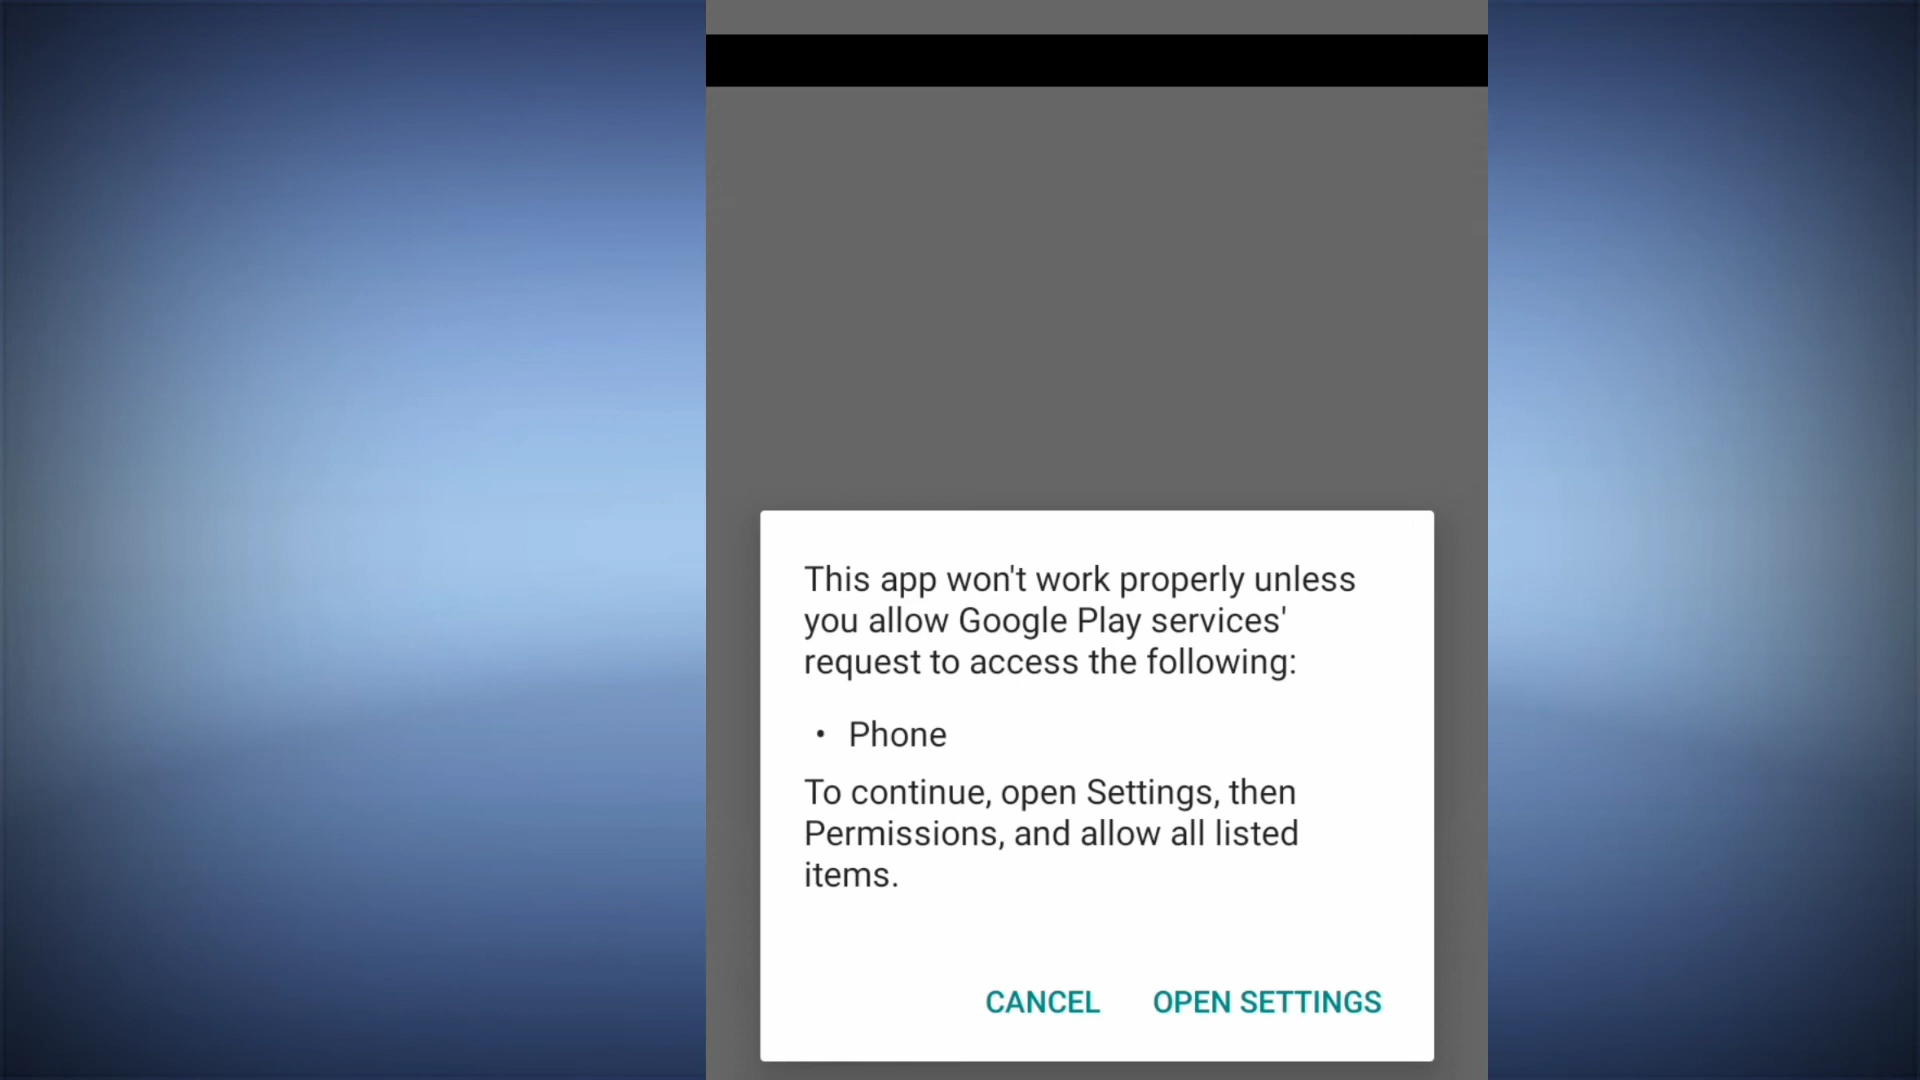 This app won't work properly unless
you allow Google Play services'
request to access the following:
• Phone
To continue, open Settings, then
Permissions, and allow all listed
items.
CANCEL OPEN SETTINGS